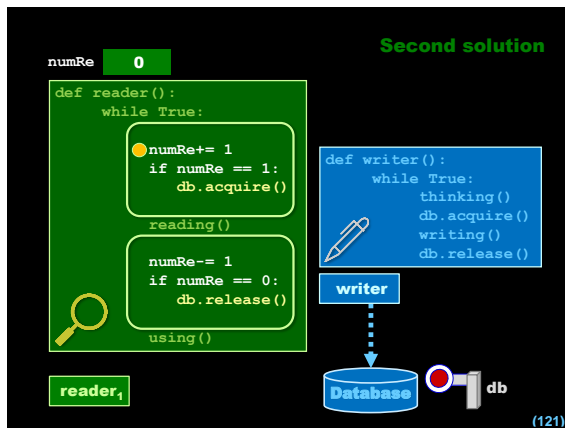 Second solution
numRe 0
def reader():
while True:
numRe+= 1
if numRe == 1:
db.acquire()
reading()
numRe-= 1
if numRe == 0:
db.release()
using()
reader1
def writer():
while True:
thinking()
db.acquire()
writing()
db.release()
writer
Database
db
(121)